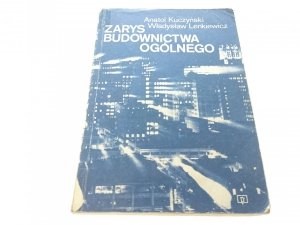 Anatol Kuczyński
Władysław Lenkiewicz
ZARYS
BUDOWNICTWA
OGÓLNEGO